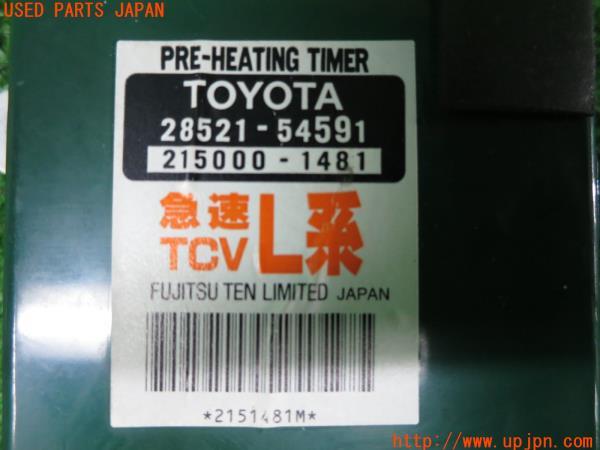 USED PARTS JAPAN
PRE-HEATING TIMER
TOYOTA
28521-54591
215000-1481
急速
TCV L系
FUJITSU TEN LIMITED JAPAN
*2151481M*
http://www.upjpn.com/